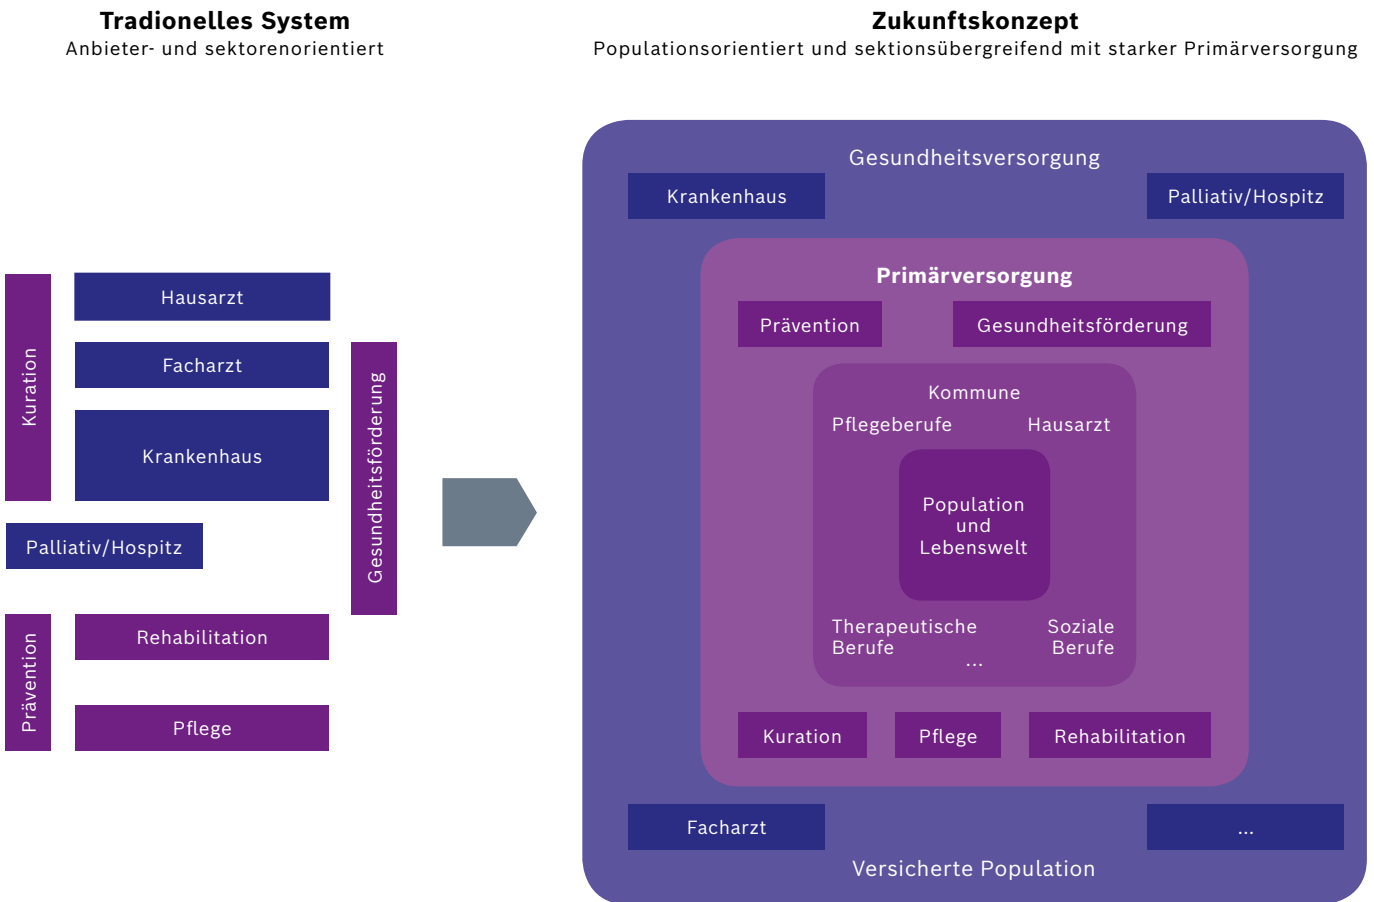 Tradionelles System
Anbieter- und sektorenorientiert
Kuration
Hausarzt
Facharzt
Krankenhaus
Gesundheitsförderung
Palliativ/Hospitz
Prävention
Rehabilitation
Pflege
Zukunftskonzept
Populationsorientiert und sektionsübergreifend mit starker Primärversorgung
Gesundheitsversorgung
Krankenhaus
Palliativ/Hospitz
Primärversorgung
Prävention
Gesundheitsförderung
Kommune
Pflegeberufe
Hausarzt
Population
und
Lebenswelt
Therapeutische
Berufe
...
Soziale
Berufe
Kuration
Pflege
Rehabilitation
Facharzt
...
Versicherte Population